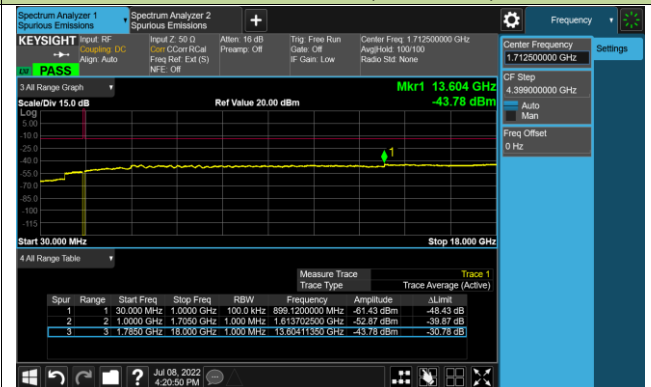 Spectrum Analyzer 1
Spurious Emissions
Spectrum Analyzer 2
Spurious Emissions
+
Frequency
KEYSIGHT
Input: RF
Coupling: DC
Align: Auto
Input Z: 50 Ω
Corr CCorr RCal
Freq Ref: Ext (S)
NFE: Off
Atten: 16 dB
Preamp: Off
Trig: Free Run
Gate: Off
IF Gain: Low
Center Freq: 1.712500000 GHz
Avg|Hold: 100/100
Radio Std: None
PASS
Center Frequency
1.712500000 GHz
Settings
CF Step
4.399000000 GHz
Auto
Man
Freq Offset
0 Hz
3 All Range Graph
Mkr1 13.604 GHz
Scale/Div 15.0 dB
Ref Value 20.00 dBm
-43.78 dBm
Log
5.00
-10.0
-25.0
-40.0
-55.0
-70.0
-85.0
-100
-115
1
Start 30.000 MHz
Stop 18.000 GHz
4 All Range Table
Measure Trace Trace 1
Trace Type Trace Average (Active)
Spur Range Start Freq Stop Freq RBW Frequency Amplitude ΔLimit
1 1 30.000 MHz 1.0000 GHz 100.0 kHz 899.1200000 MHz -61.43 dBm -48.43 dB
2 2 1.0000 GHz 1.7050 GHz 1.000 MHz 1.613702500 GHz -52.87 dBm -39.87 dB
3 3 1.7850 GHz 18.000 GHz 1.000 MHz 13.60411350 GHz -43.78 dBm -30.78 dB
?
Jul 08, 2022
4:20:50 PM